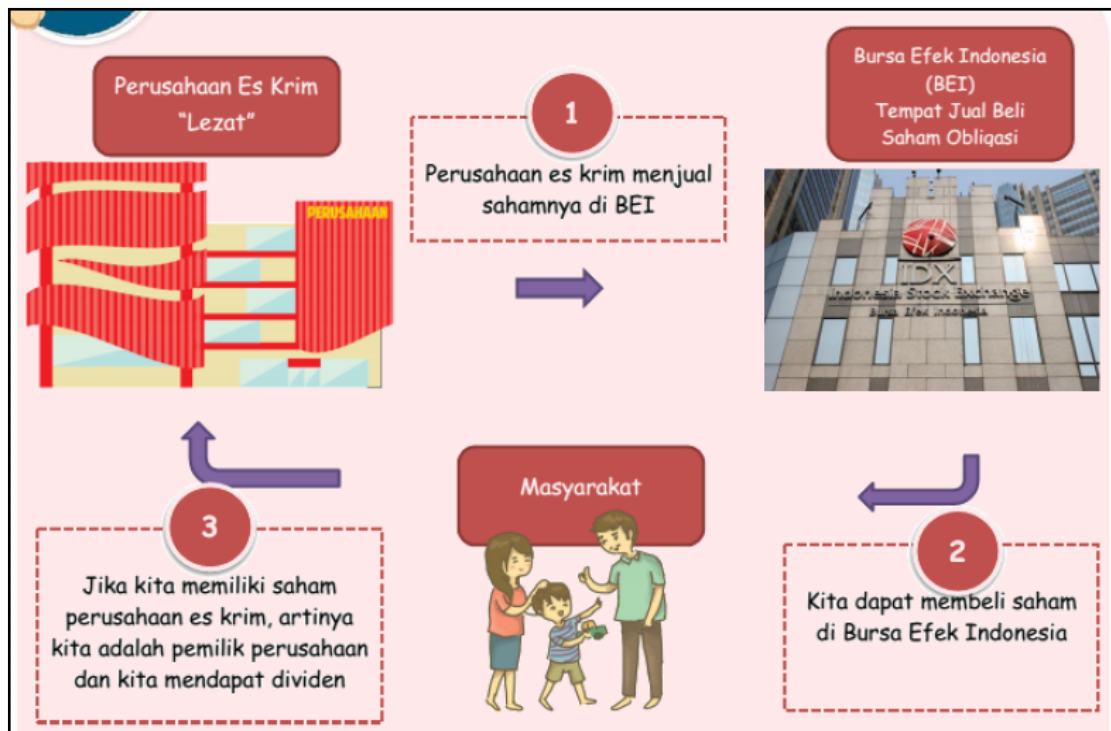 Perusahaan Es Krim
"Lezat"
1
Perusahaan es krim menjual
sahamnya di BEI
Bursa Efek Indonesia
(BEI)
Tempat Jual Beli
Saham Obligasi
PERUSAHAAN
IDX
Indonesia Stock Exchange
Bursa Efek Indonesia
Masyarakat
3
Jika kita memiliki saham
perusahaan es krim, artinya
kita adalah pemilik perusahaan
dan kita mendapat dividen
2
Kita dapat membeli saham
di Bursa Efek Indonesia